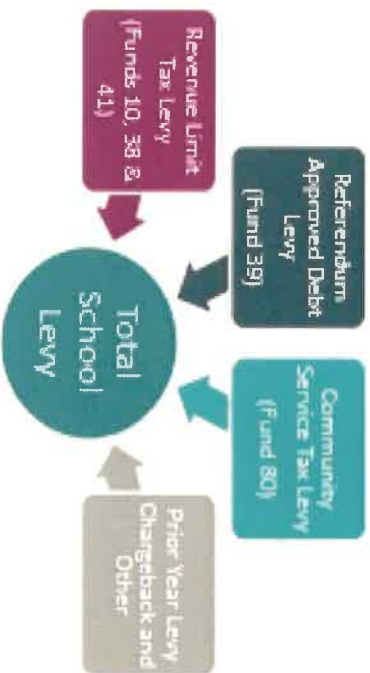 Revenue Limit
Tax Levy
(Funds 10, 38 &
41)
Referendum
Approved Debt
Levy
(Fund 39)
Community
Service Tax Levy
(Fund 80)
Prior Year Levy
Chargeback and
Other
Total
School
Levy